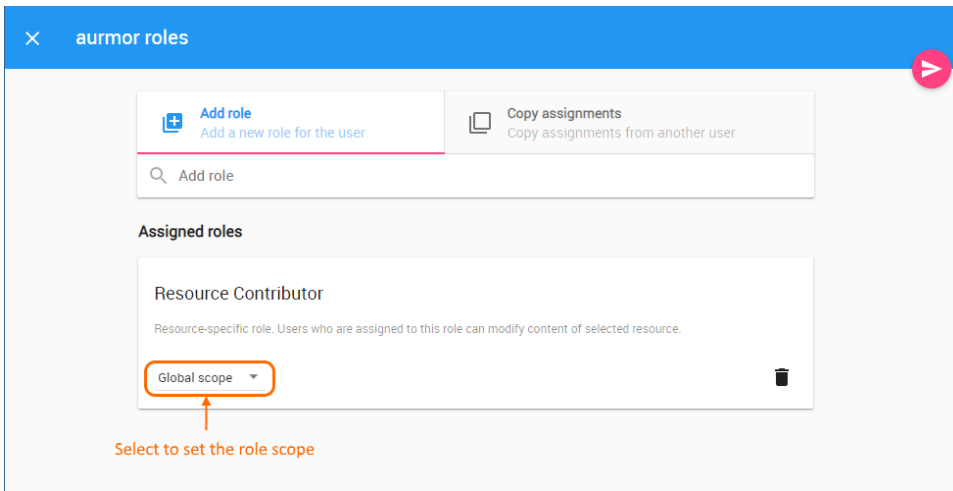 aurmor roles
Add role
Add a new role for the user
Copy assignments
Copy assignments from another user
Add role
Assigned roles
Resource Contributor
Resource-specific role. Users who are assigned to this role can modify content of selected resource.
Global scope
Select to set the role scope